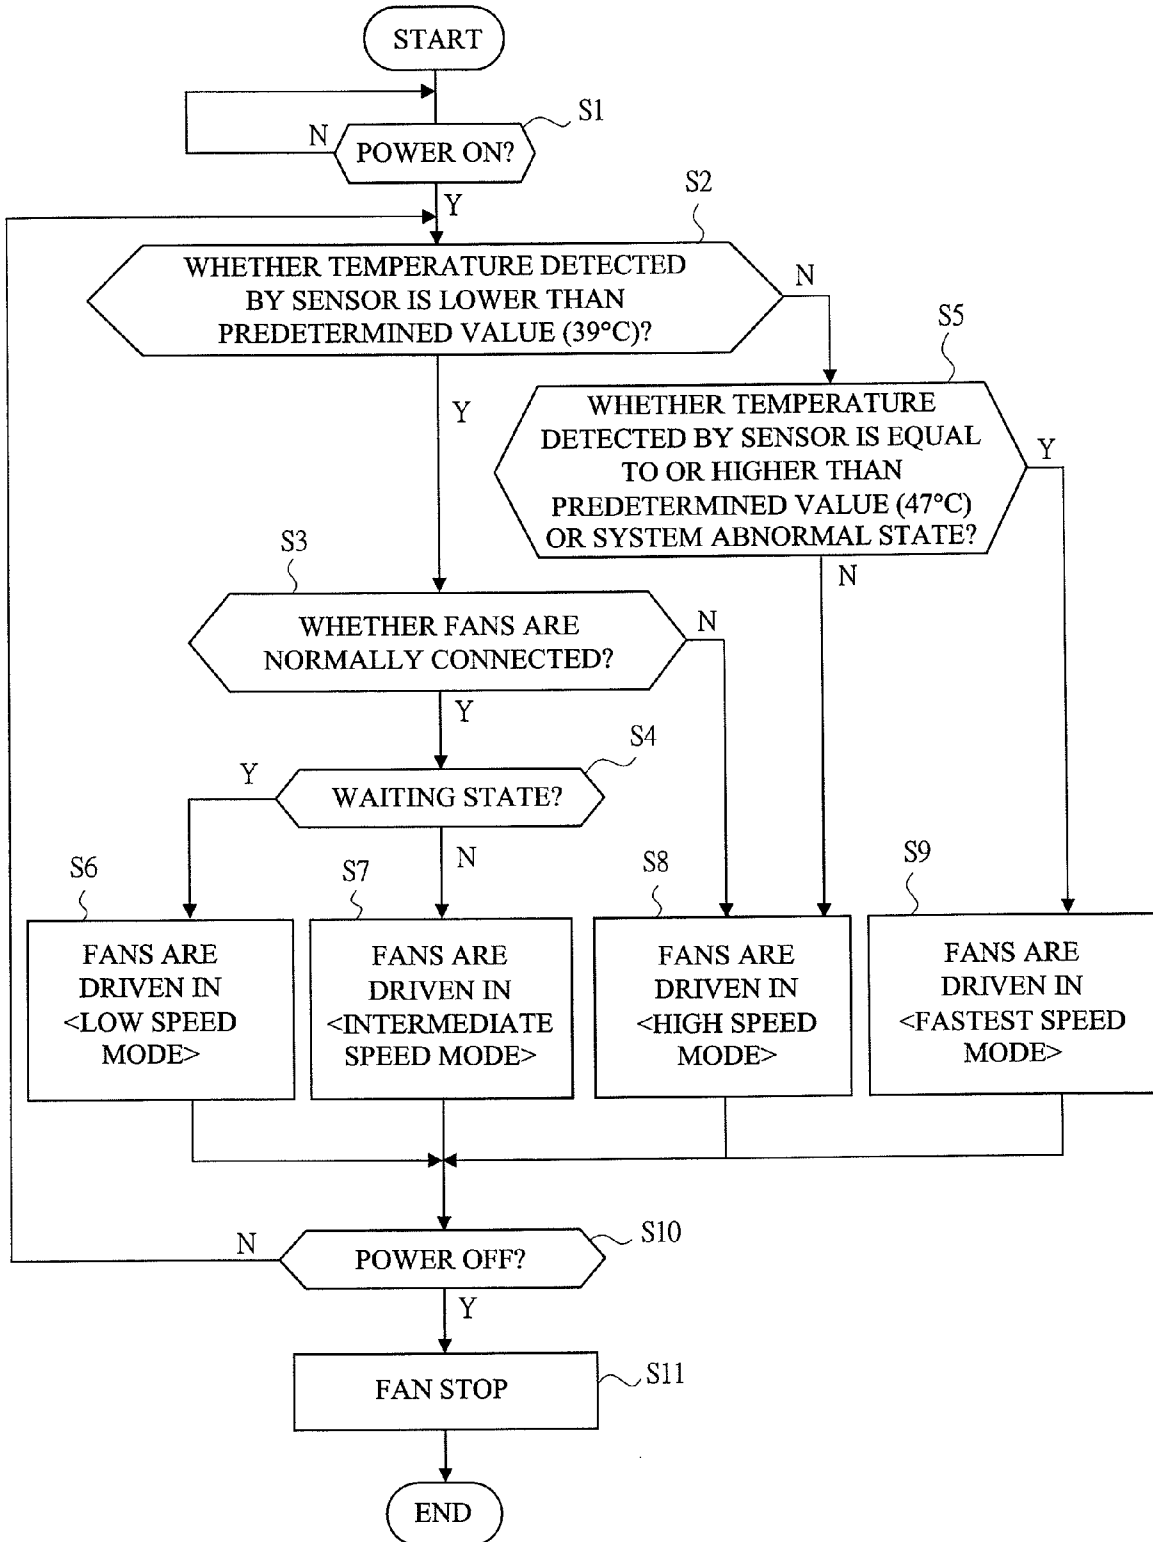 START
S1
N
POWER ON?
Y
S2
WHETHER TEMPERATURE DETECTED
BY SENSOR IS LOWER THAN
PREDETERMINED VALUE (39°C)?
N
S5
Y
WHETHER TEMPERATURE
DETECTED BY SENSOR IS EQUAL
TO OR HIGHER THAN
PREDETERMINED VALUE (47°C)
OR SYSTEM ABNORMAL STATE?
Y
N
S3
WHETHER FANS ARE
NORMALLY CONNECTED?
N
Y
S4
Y
WAITING STATE?
N
S6
FANS ARE
DRIVEN IN
<LOW SPEED
MODE>
S7
FANS ARE
DRIVEN IN
<INTERMEDIATE
SPEED MODE>
S8
FANS ARE
DRIVEN IN
<HIGH SPEED
MODE>
S9
FANS ARE
DRIVEN IN
<FASTEST SPEED
MODE>
N
POWER OFF?
S10
Y
FAN STOP
S11
END